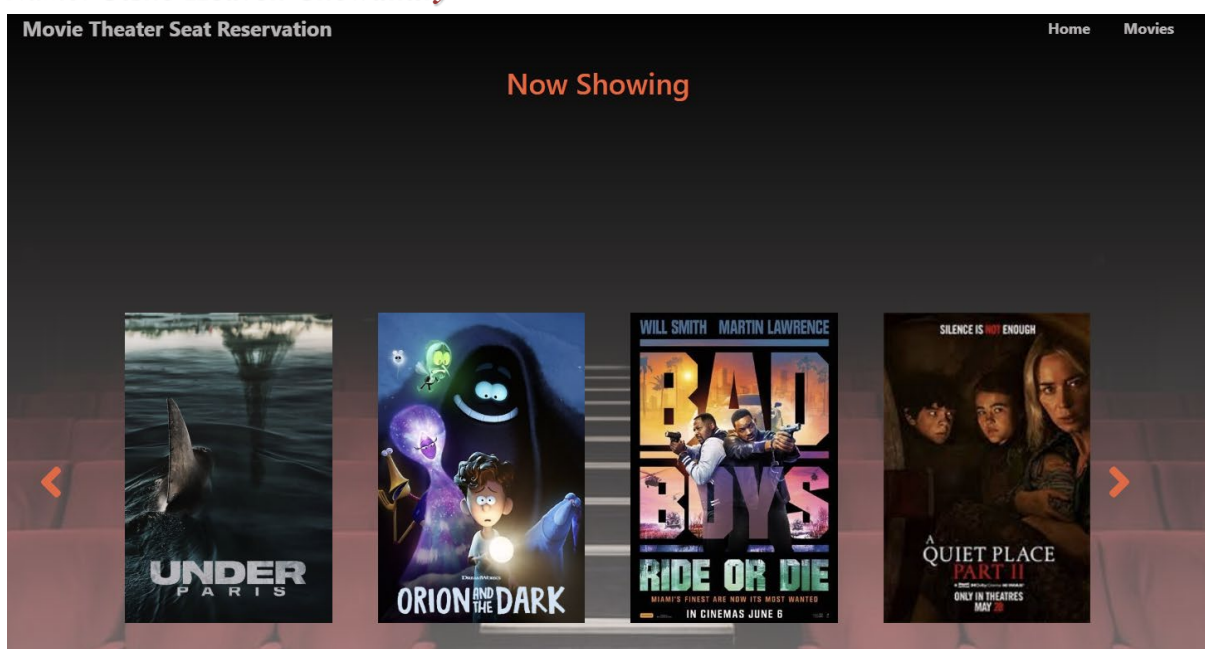 Movie Theater Seat Reservation
Home Movies
Now Showing
UNDER
PARIS
DREAMWORKS
ORION AND THE DARK
WILL SMITH MARTIN LAWRENCE
BAD
BOYS
RIDE OR DIE
MIAMI'S FINEST ARE NOW ITS MOST WANTED
IN CINEMAS JUNE 6
SILENCE IS NOT ENOUGH
A
QUIET PLACE
PART II
ONLY IN THEATRES
MAY 28